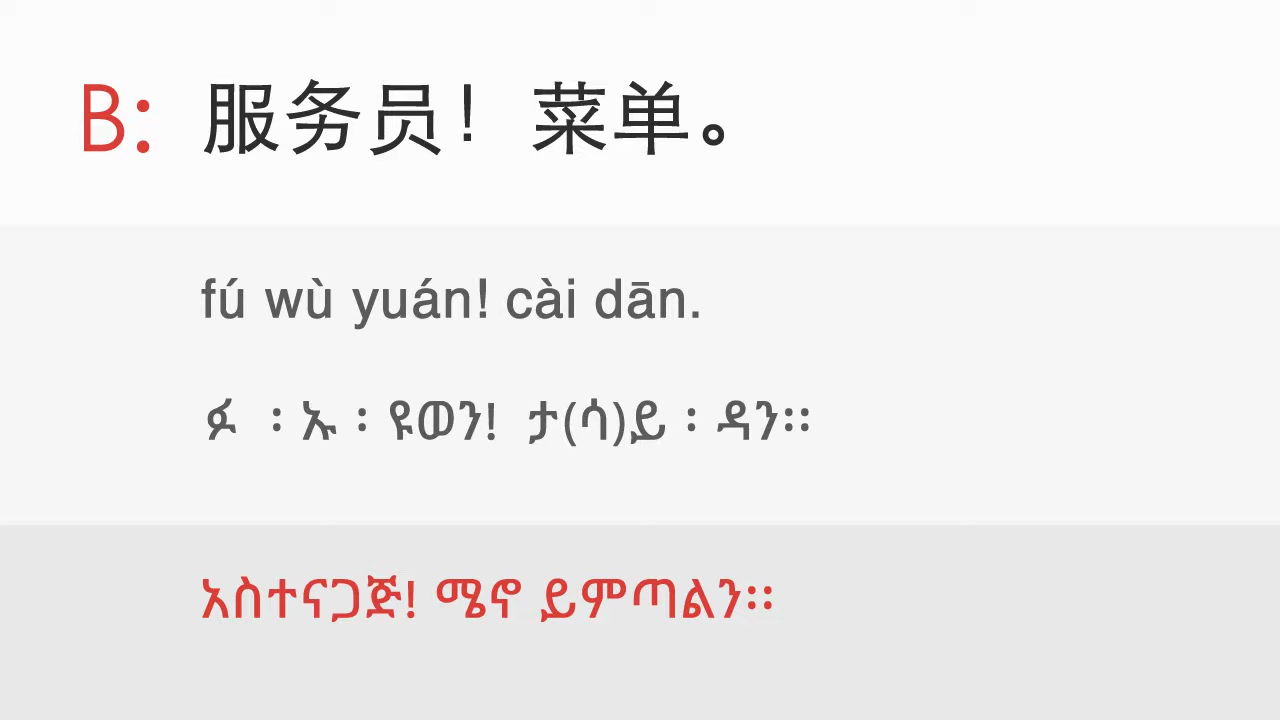 B: 服务员！ 菜单。
fú wù yuán! cài dān.
ፉ ፡ ኡ ፡ ዩወን! ታ(ሳ)ይ ፡ ዳን፡፡
አስተናጋጅ! ሜኖ ይምጣልን፡፡